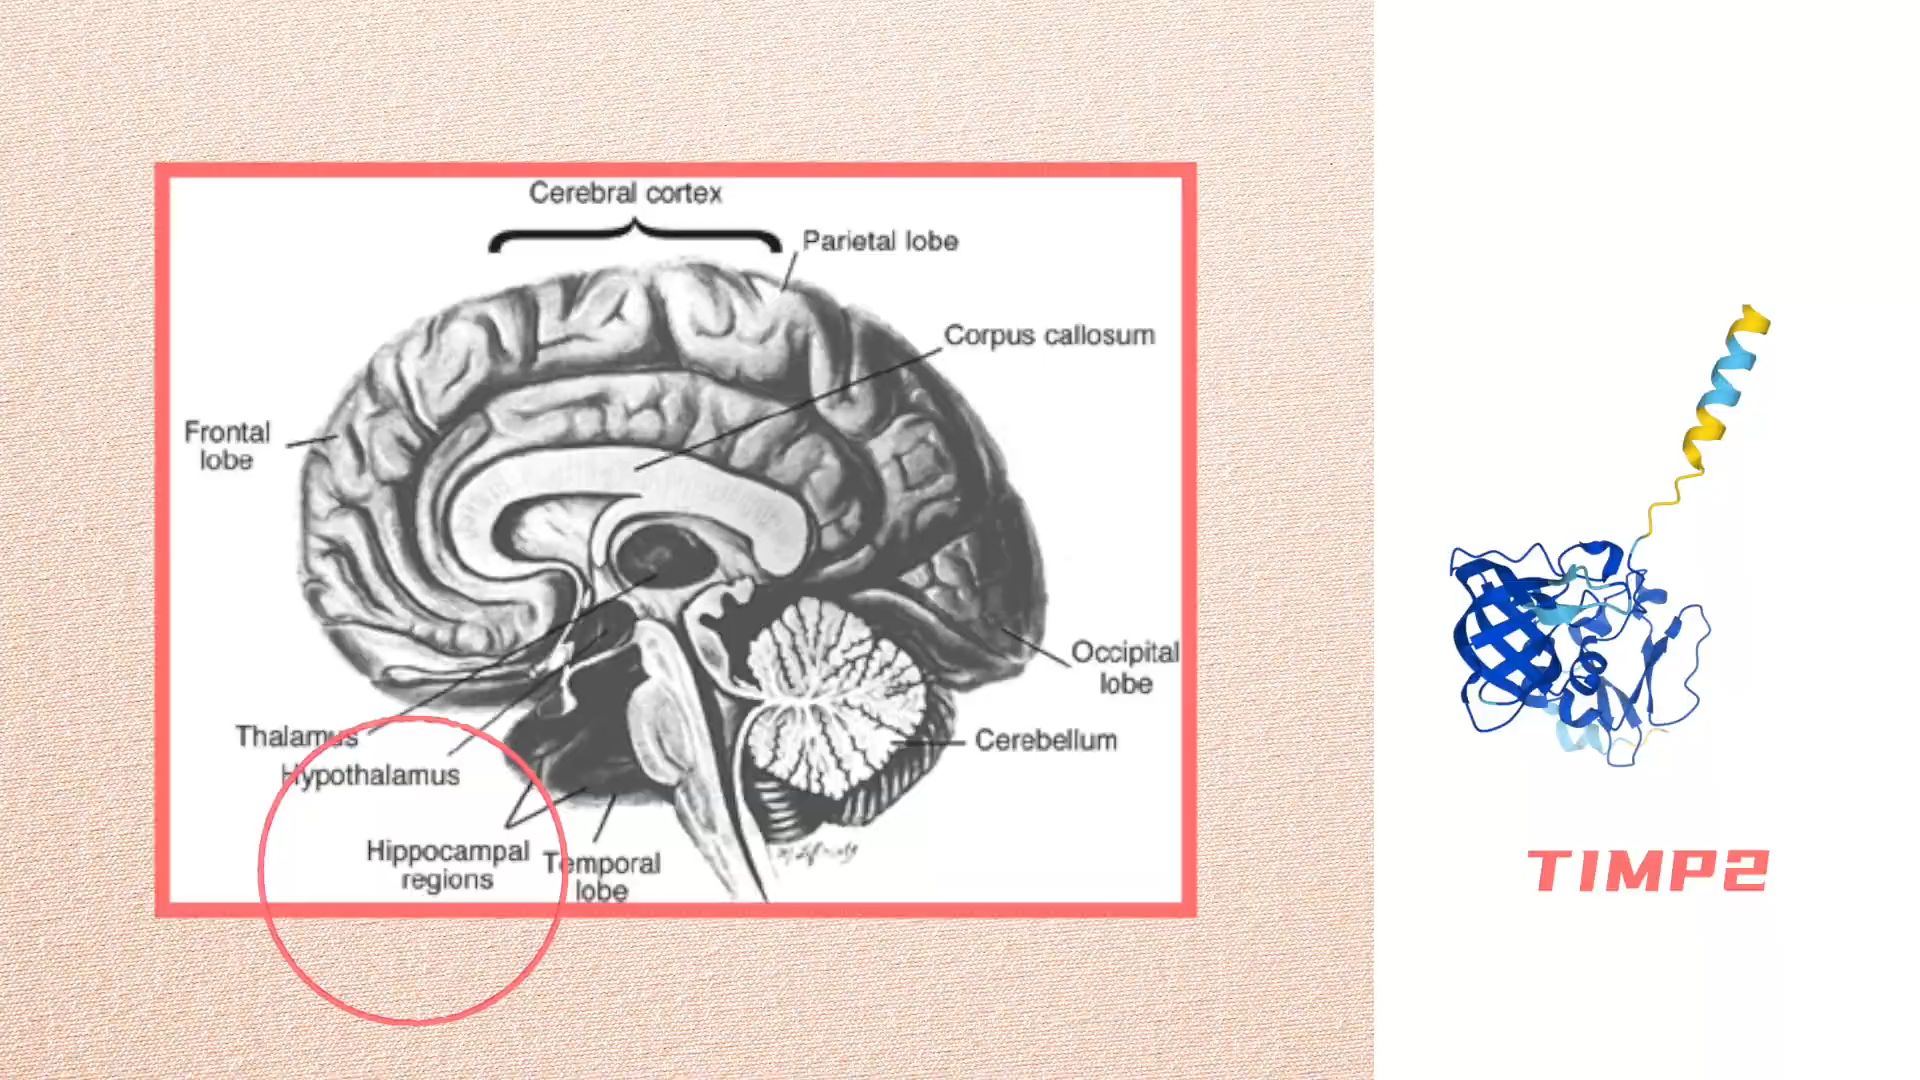 Cerebral cortex
Parietal lobe
Corpus callosum
Frontal
lobe
Occipital
lobe
Thalamus
Cerebellum
Hypothalamus
Hippocampal
regions
Temporal
lobe
TIMP2